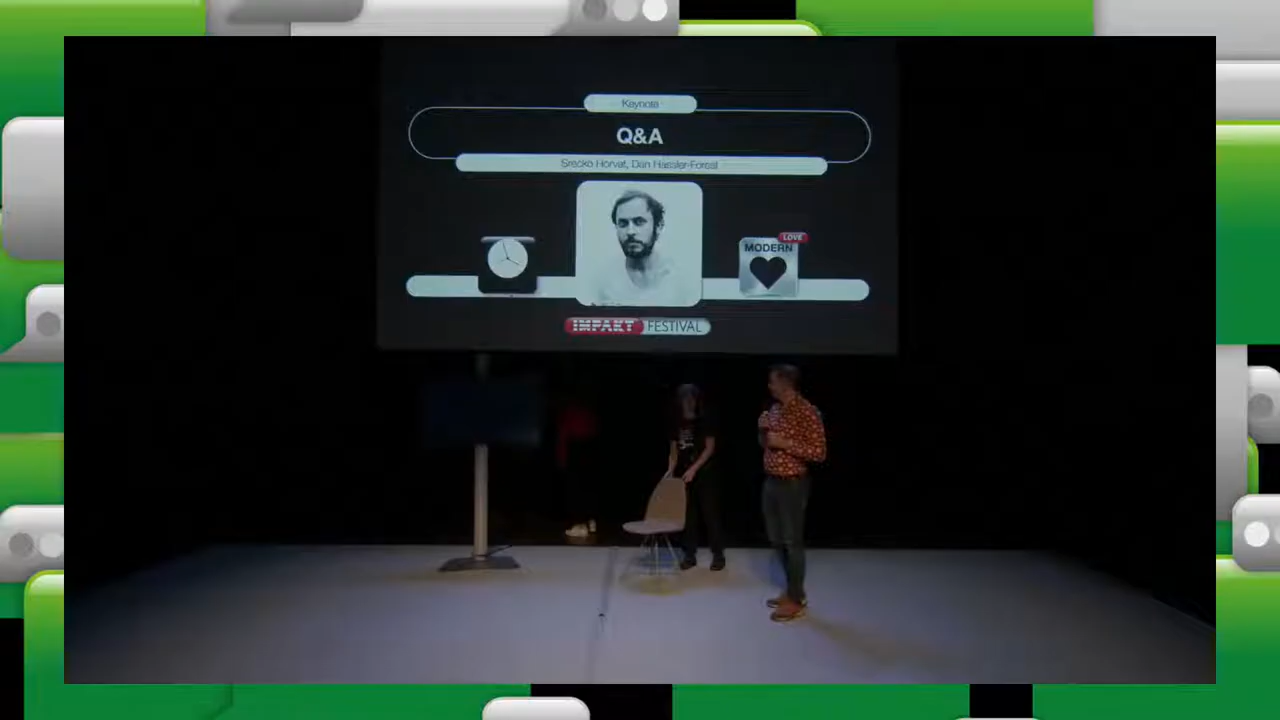 Keynote
Q&A
Srecko Horvat, Dan Hassler-Forest
LOVE
MODERN
IMPAKT FESTIVAL